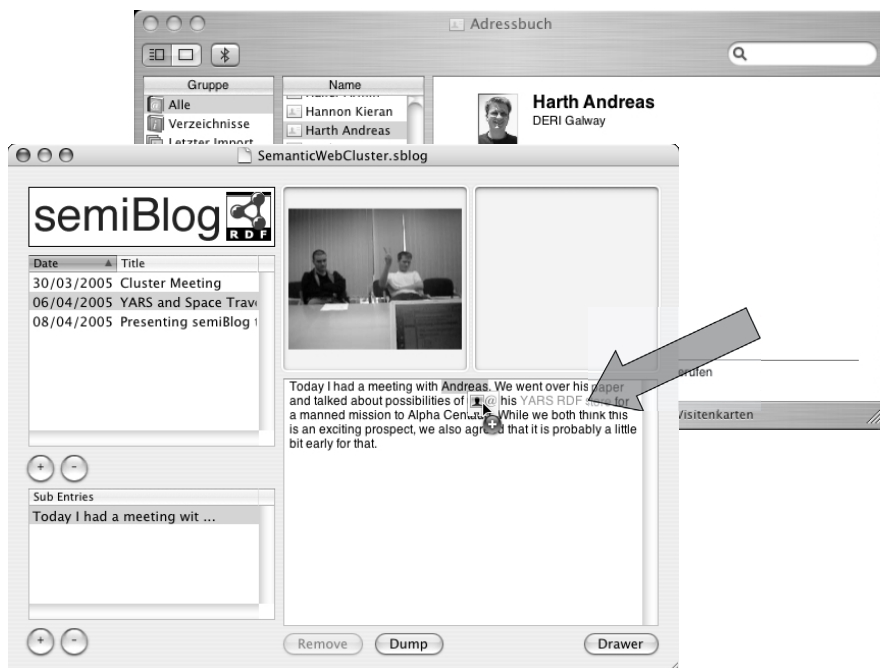 Adressbuch
Gruppe
Name
Alle
Verzeichnisse
Letzter Import
Hannon Kieran
Harth Andreas
Harth Andreas
DERI Galway
SemanticWebCluster.sblog
semiBlog
RDF
Date Title
30/03/2005 Cluster Meeting
06/04/2005 YARS and Space Trav
08/04/2005 Presenting semiBlog
Sub Entries
Today I had a meeting wit ...
Today I had a meeting with Andreas. We went over his paper
and talked about possibilities of @ his YARS RDF store for
a manned mission to Alpha While we both think this
is an exciting prospect, we also that it is probably a little
bit early for that.
Visitenkarten
Remove
Dump
Drawer